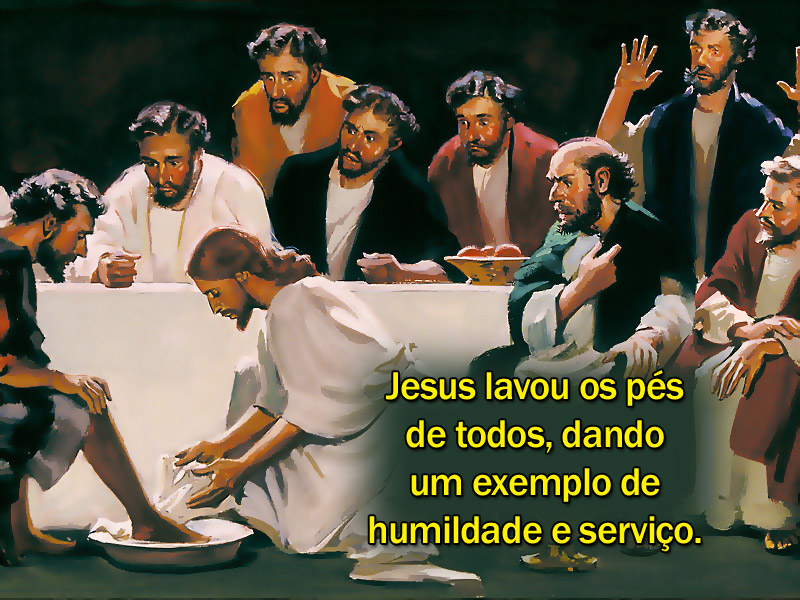 Jesus lavou os pés
de todos, dando
um exemplo de
humildade e serviço.